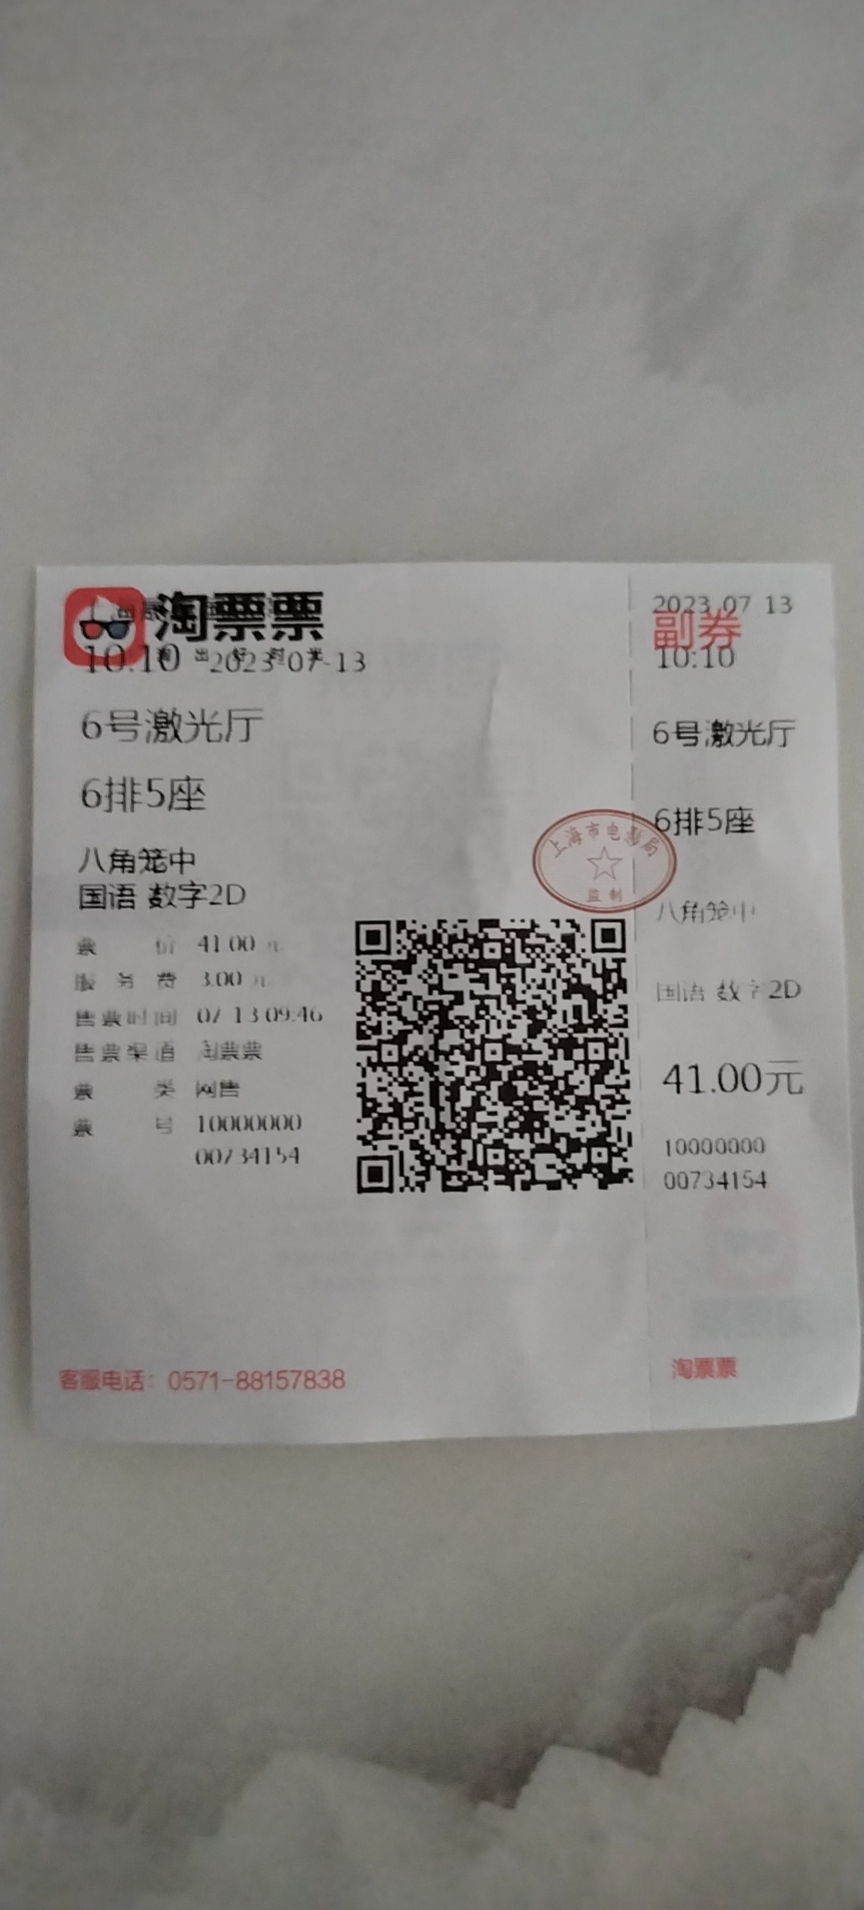 淘票票
10:10 2023-07-13
6号激光厅
6排5座
八角笼中
国语 数字2D
票 价 41.00 元
服 务 费 3.00 元
售票时间 07-13 09:46
售票渠道 淘票票
票 类 网售
票 号 10000000
00734154
客服电话：0571-88157838
上海市电影局
监制
2023 07 13
副券
10:10
6号激光厅
6排5座
八角笼中
国语 数字2D
41.00元
10000000
00734154
淘票票